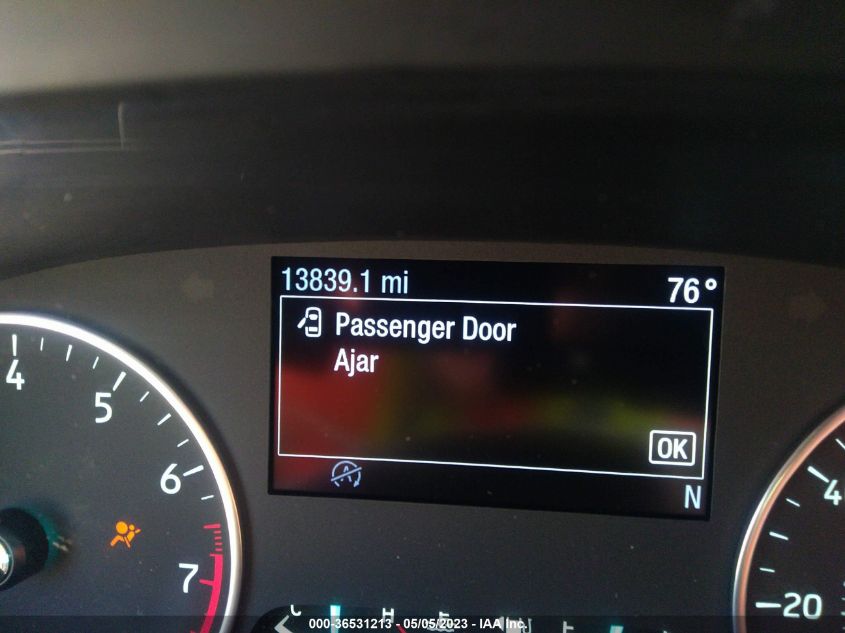 13839.1 mi 76°
Passenger Door
Ajar
OK
N
4
5
6
7
4
20
H
000-36531213 - 05/05/2023 - IAA Inc.